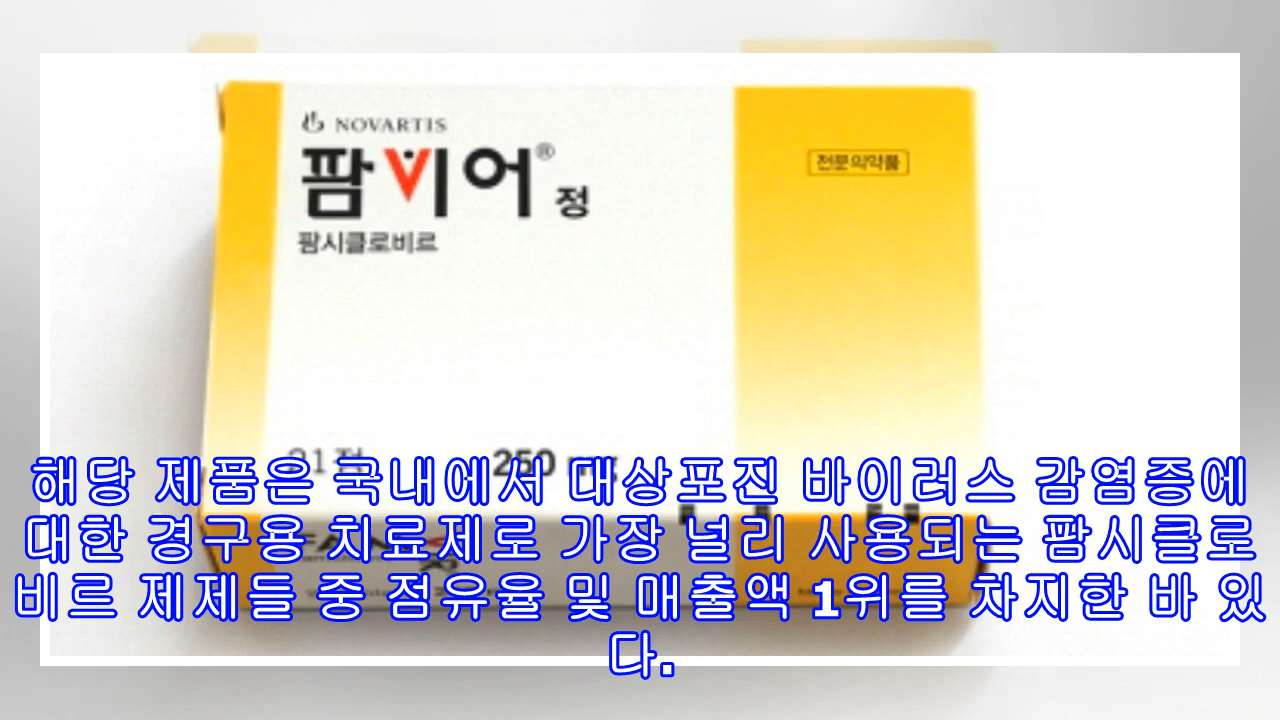 NOVARTIS
팜비어® 정
전문의약품
팜시클로비르
21정 250
해당 제품은 국내에서 대상포진 바이러스 감염증에
대한 경구용 치료제로 가장 널리 사용되는 팜시클로
비르 제제들 중 점유율 및 매출액 1위를 차지한 바 있
다.